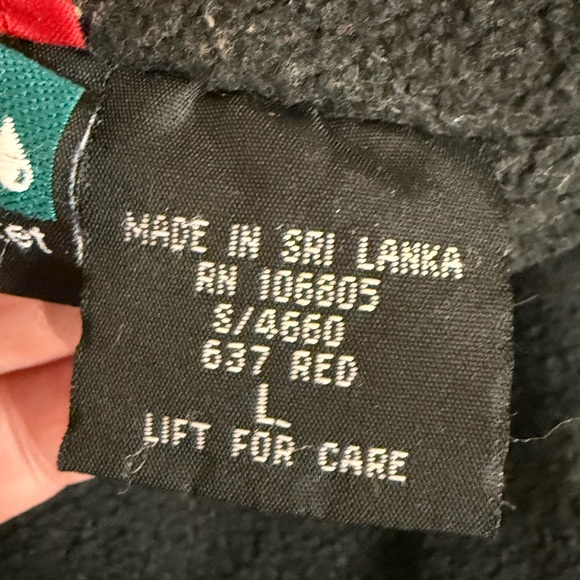 MADE IN SRI LANKA
RN 106805
S/4660
637 RED
L
LIFT FOR CARE